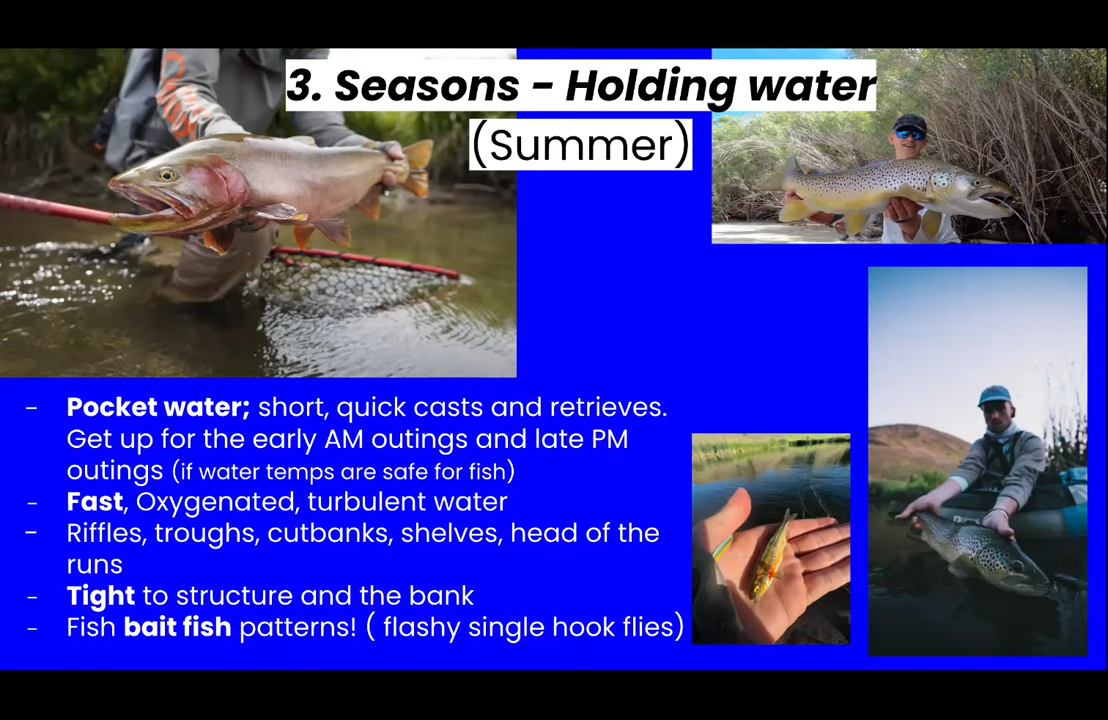 3. Seasons - Holding water
(Summer)
- Pocket water; short, quick casts and retrieves.
Get up for the early AM outings and late PM
outings (if water temps are safe for fish)
- Fast, Oxygenated, turbulent water
- Riffles, troughs, cutbanks, shelves, head of the
runs
- Tight to structure and the bank
- Fish bait fish patterns! ( flashy single hook flies)